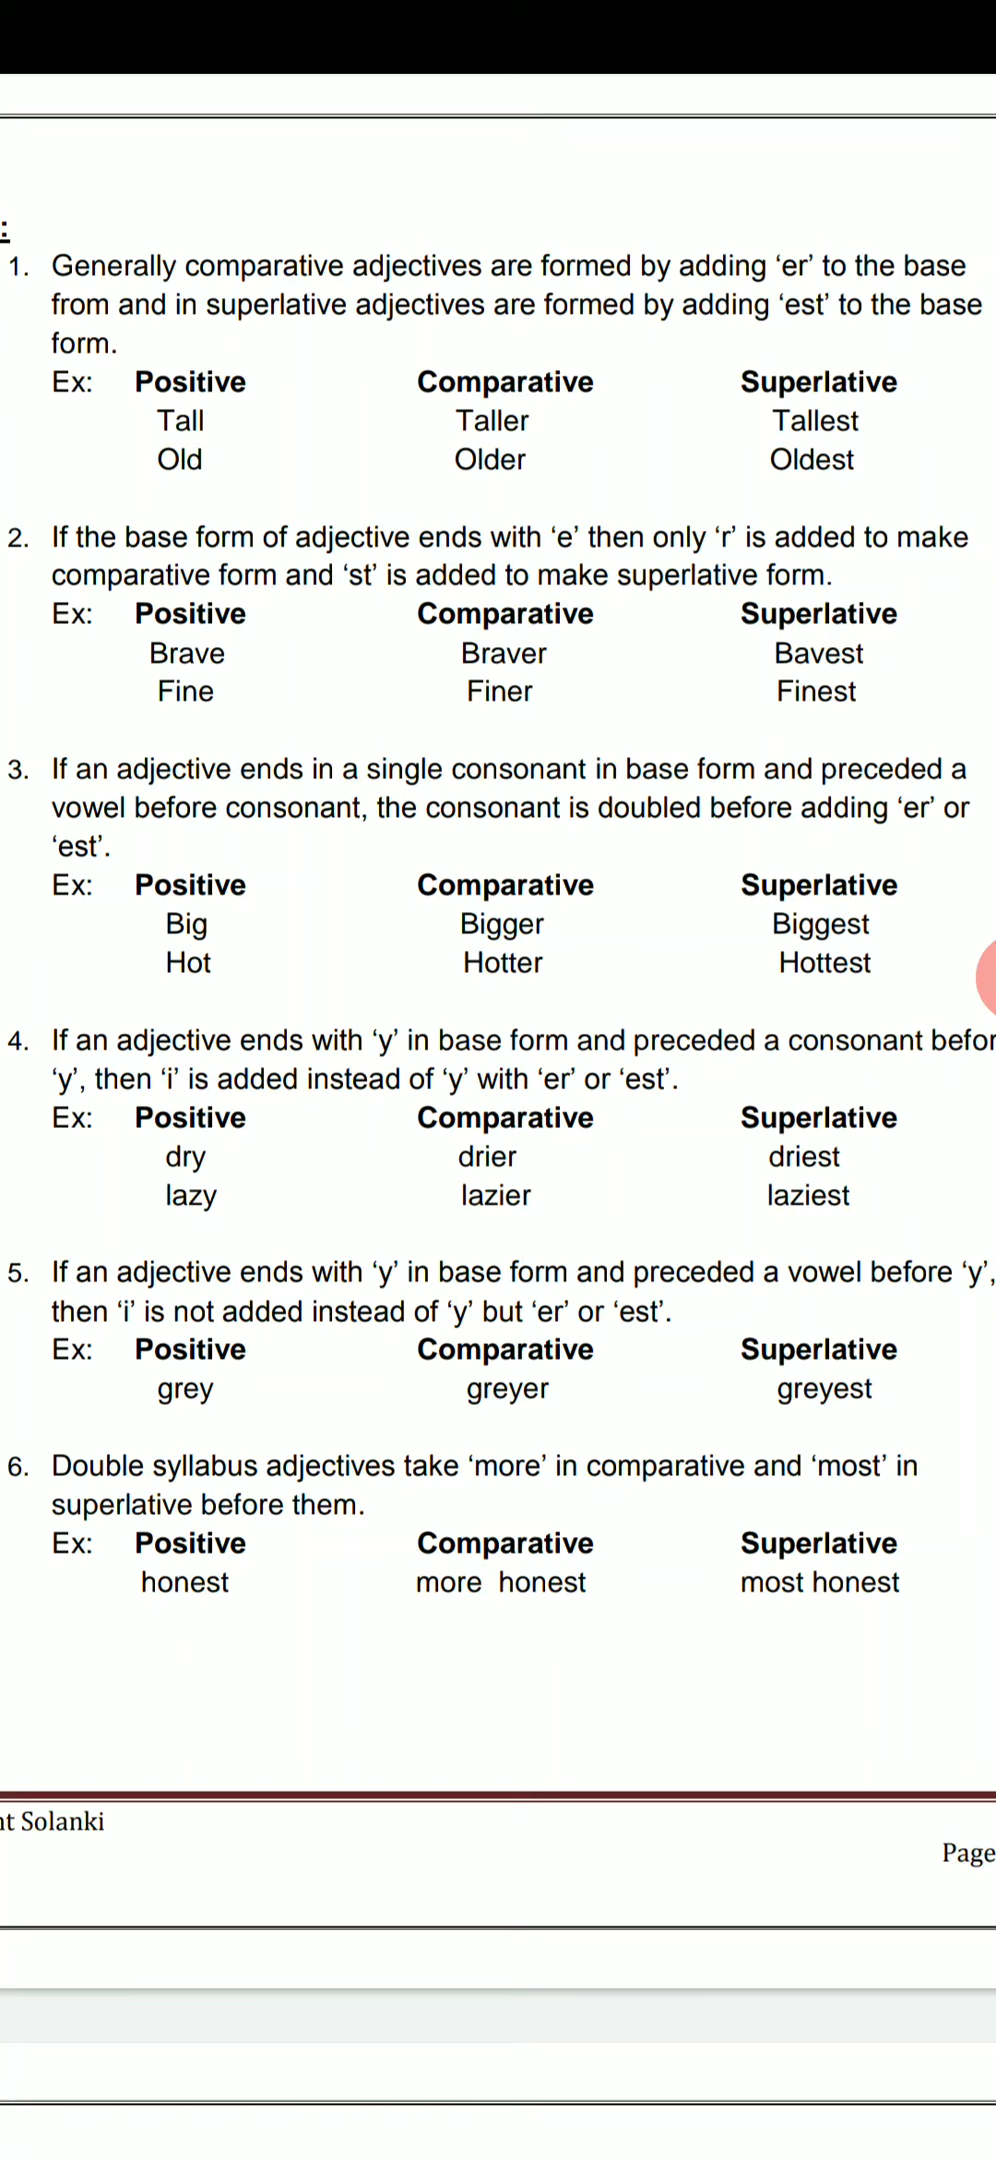 :
1. Generally comparative adjectives are formed by adding ‘er’ to the base
from and in superlative adjectives are formed by adding ‘est’ to the base
form.
Ex: Positive Comparative Superlative
Tall Taller Tallest
Old Older Oldest
2. If the base form of adjective ends with ‘e’ then only ‘r’ is added to make
comparative form and ‘st’ is added to make superlative form.
Ex: Positive Comparative Superlative
Brave Braver Bavest
Fine Finer Finest
3. If an adjective ends in a single consonant in base form and preceded a
vowel before consonant, the consonant is doubled before adding ‘er’ or
‘est’.
Ex: Positive Comparative Superlative
Big Bigger Biggest
Hot Hotter Hottest
4. If an adjective ends with ‘y’ in base form and preceded a consonant befor
‘y’, then ‘i’ is added instead of ‘y’ with ‘er’ or ‘est’.
Ex: Positive Comparative Superlative
dry drier driest
lazy lazier laziest
5. If an adjective ends with ‘y’ in base form and preceded a vowel before ‘y’,
then ‘i’ is not added instead of ‘y’ but ‘er’ or ‘est’.
Ex: Positive Comparative Superlative
grey greyer greyest
6. Double syllabus adjectives take ‘more’ in comparative and ‘most’ in
superlative before them.
Ex: Positive Comparative Superlative
honest more honest most honest
nt Solanki
Page